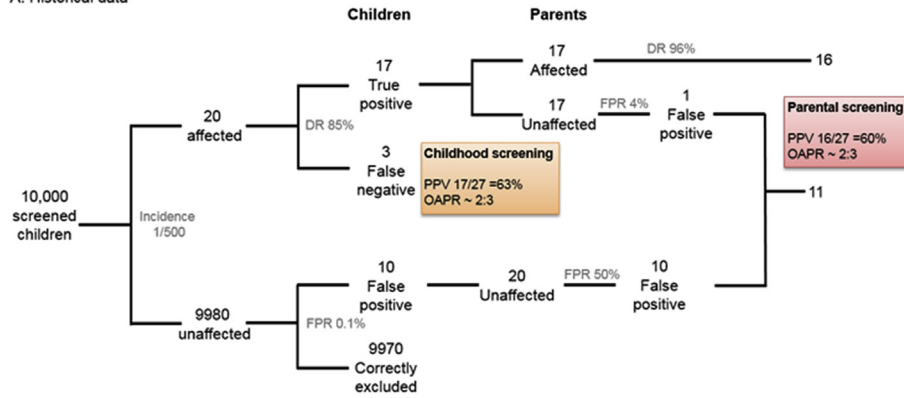 A. Historical data
Children
Parents
10,000
screened
children
Incidence
1/500
20
affected
9980
unaffected
DR 85%
17
True
positive
3
False
negative
Childhood screening
PPV 17/27 =63%
OAPR ~ 2:3
FPR 0.1%
10
False
positive
9970
Correctly
excluded
17
Affected
DR 96%
16
17
Unaffected
FPR 4%
1
False
positive
20
Unaffected
FPR 50%
10
False
positive
11
Parental screening
PPV 16/27 =60%
OAPR ~ 2:3